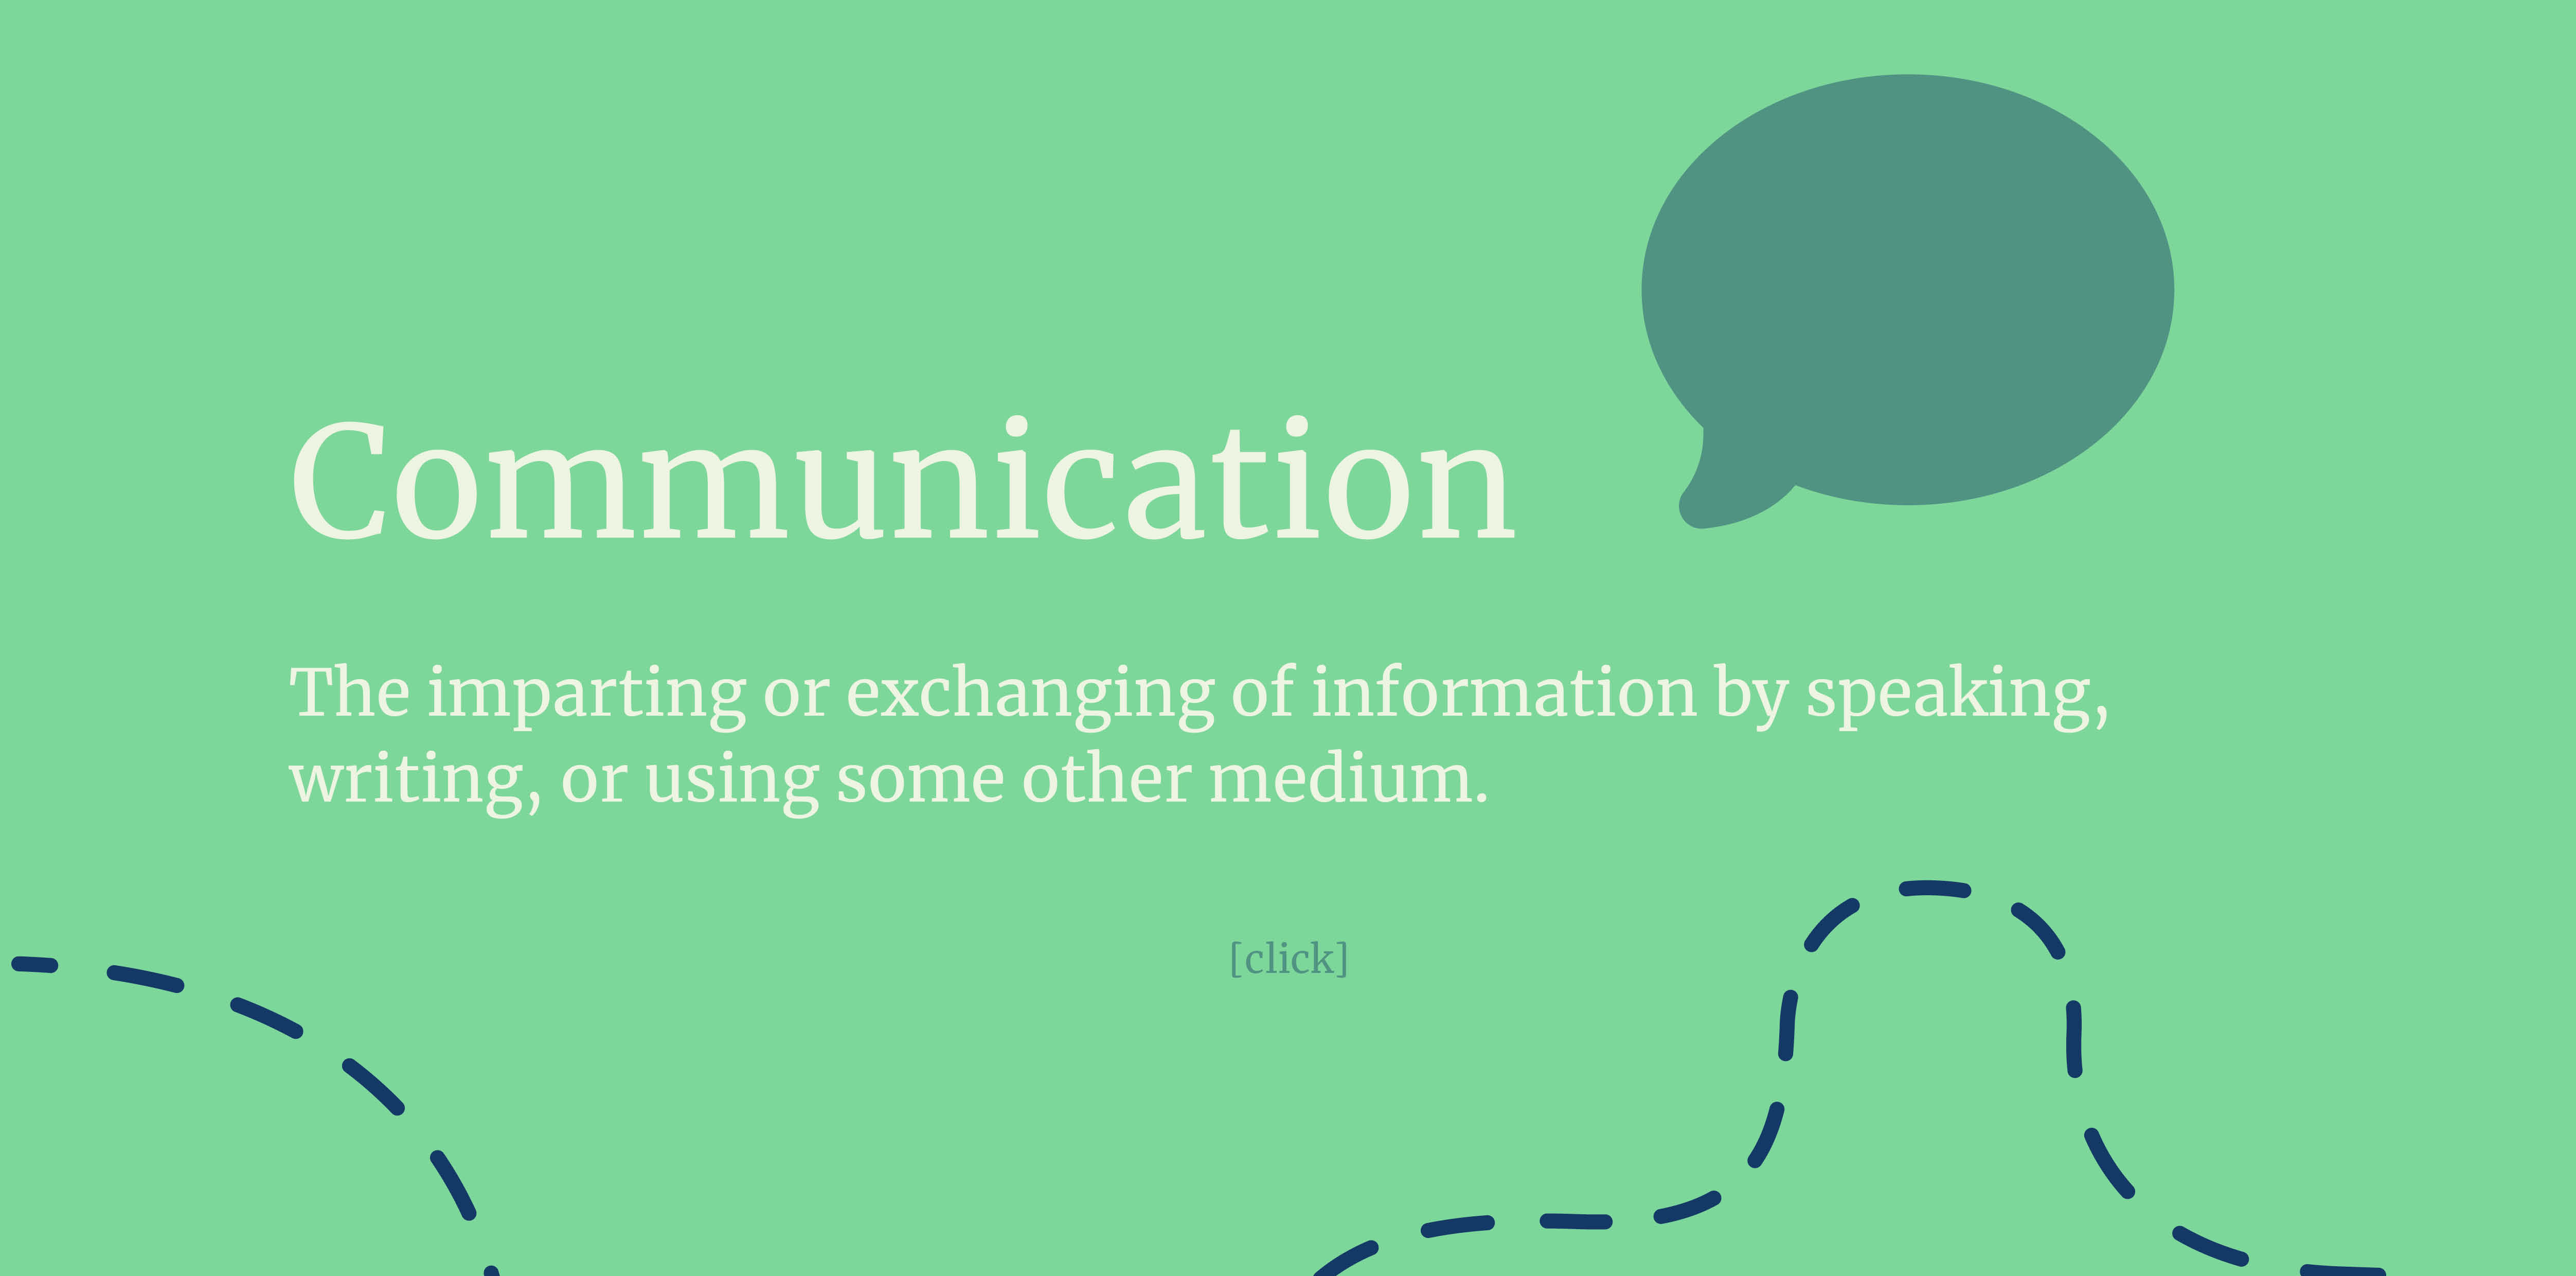 Communication
The imparting or exchanging of information by speaking,
writing, or using some other medium.
[click]